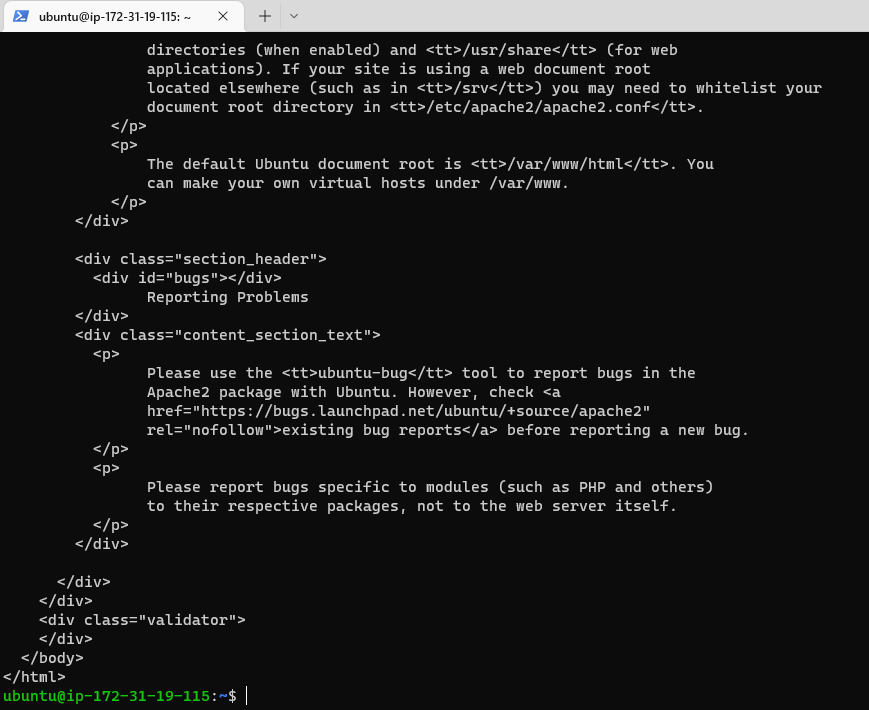 ubuntu@ip-172-31-19-115: ~
directories (when enabled) and <tt>/usr/share</tt> (for web
applications). If your site is using a web document root
located elsewhere (such as in <tt>/srv</tt>) you may need to whitelist your
document root directory in <tt>/etc/apache2/apache2.conf</tt>.
</p>
<p>
The default Ubuntu document root is <tt>/var/www/html</tt>. You
can make your own virtual hosts under /var/www.
</p>
</div>
<div class="section_header">
<div id="bugs"></div>
Reporting Problems
</div>
<div class="content_section_text">
<p>
Please use the <tt>ubuntu-bug</tt> tool to report bugs in the
Apache2 package with Ubuntu. However, check <a
href="https://bugs.launchpad.net/ubuntu/+source/apache2"
rel="nofollow">existing bug reports</a> before reporting a new bug.
</p>
<p>
Please report bugs specific to modules (such as PHP and others)
to their respective packages, not to the web server itself.
</p>
</div>
</div>
</div>
<div class="validator">
</div>
</body>
</html>
ubuntu@ip-172-31-19-115:~$